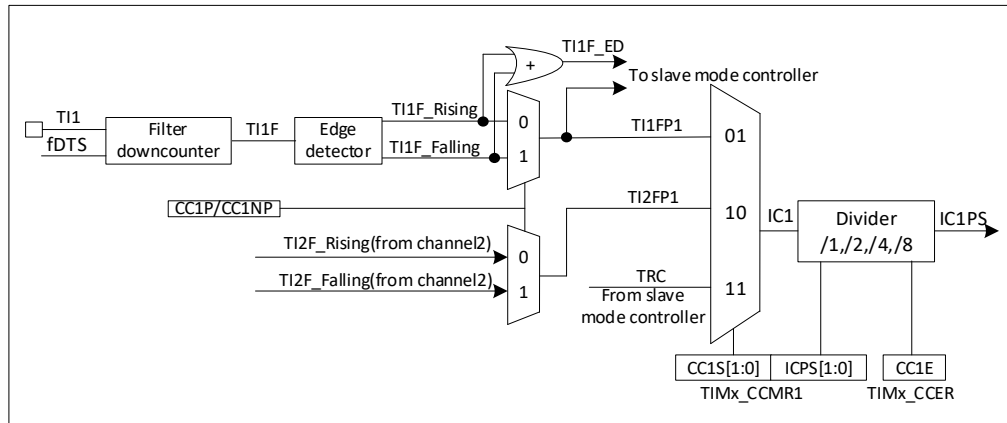 TI1F_ED
+
To slave mode controller
TI1
fDTS
Filter
downcounter
TI1F
Edge
detector
TI1F_Rising
TI1F_Falling
0
1
TI1FP1
01
CC1P/CC1NP
TI2FP1
10
IC1
Divider
/1,/2,/4,/8
IC1PS
TI2F_Rising(from channel2)
TI2F_Falling(from channel2)
0
1
TRC
From slave
mode controller
11
CC1S[1:0]
ICPS[1:0]
CC1E
TIMx_CCMR1
TIMx_CCER